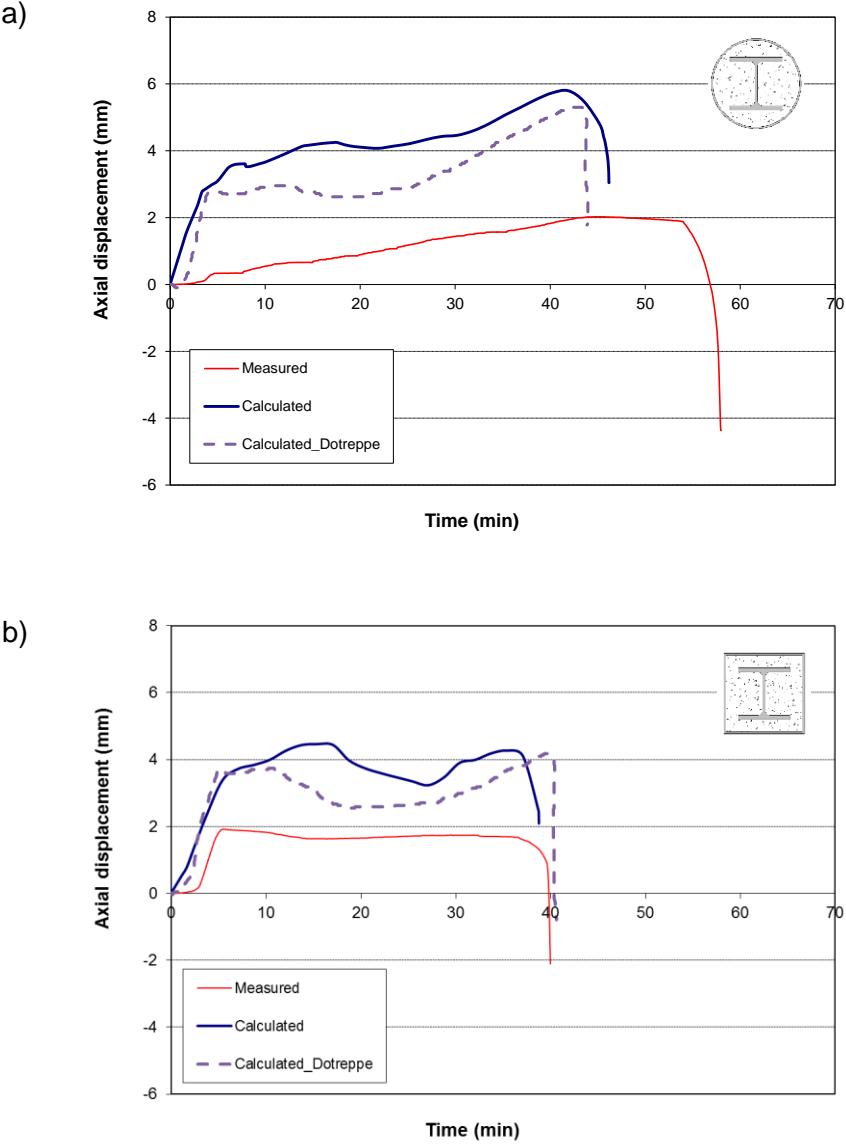 a)
Axial displacement (mm)
8
6
4
2
0
-2
-4
-6
0 10 20 30 40 50 60 70
Measured
Calculated
Calculated_Dotreppe
Time (min)
b)
Axial displacement (mm)
8
6
4
2
0
-2
-4
-6
0 10 20 30 40 50 60 70
Measured
Calculated
Calculated_Dotreppe
Time (min)